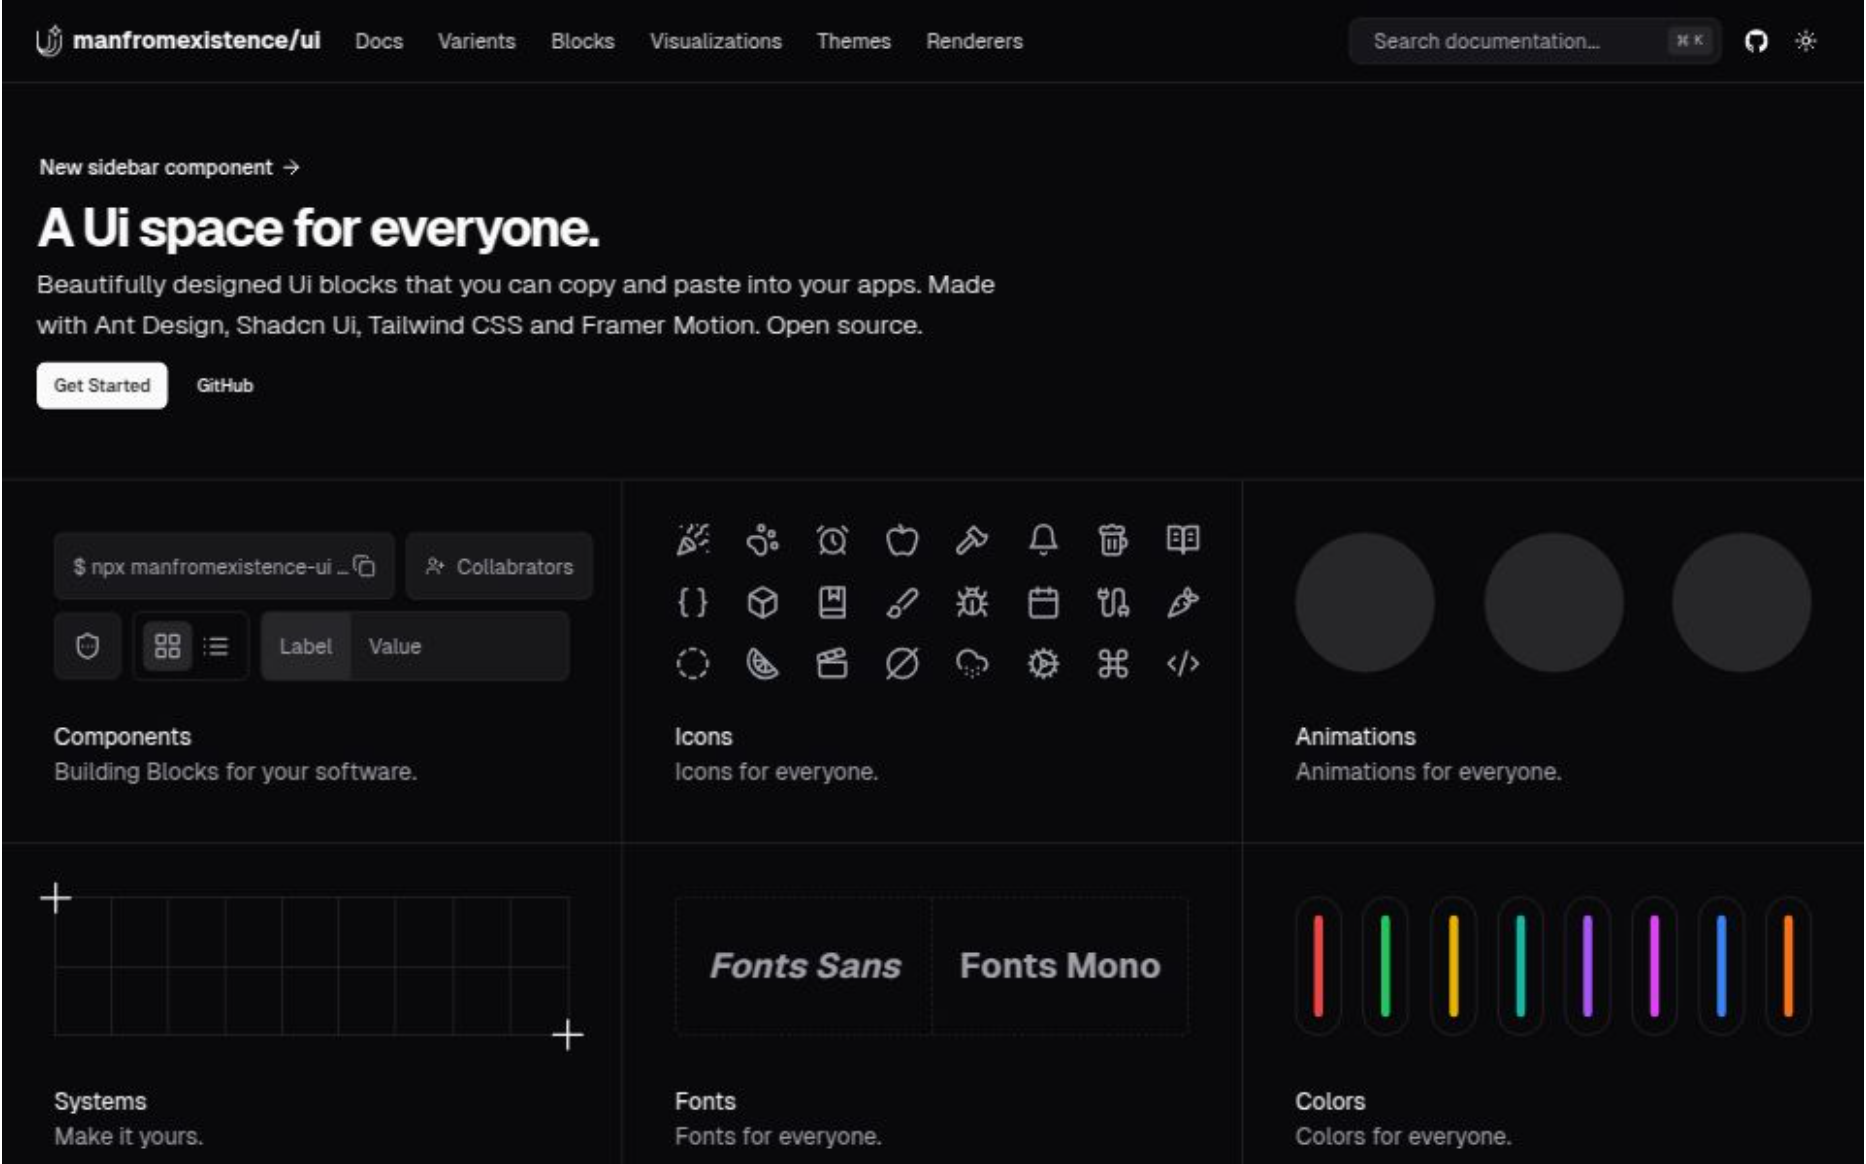 manfromexistence/ui
Docs
Varients
Blocks
Visualizations
Themes
Renderers
Search documentation...
⌘ K
New sidebar component →
A Ui space for everyone.
Beautifully designed Ui blocks that you can copy and paste into your apps. Made
with Ant Design, Shadcn Ui, Tailwind CSS and Framer Motion. Open source.
Get Started
GitHub
$ npx manfromexistence-ui ...
Collabrators
Label
Value
Components
Building Blocks for your software.
Icons
Icons for everyone.
Animations
Animations for everyone.
Fonts Sans
Fonts Mono
Systems
Make it yours.
Fonts
Fonts for everyone.
Colors
Colors for everyone.